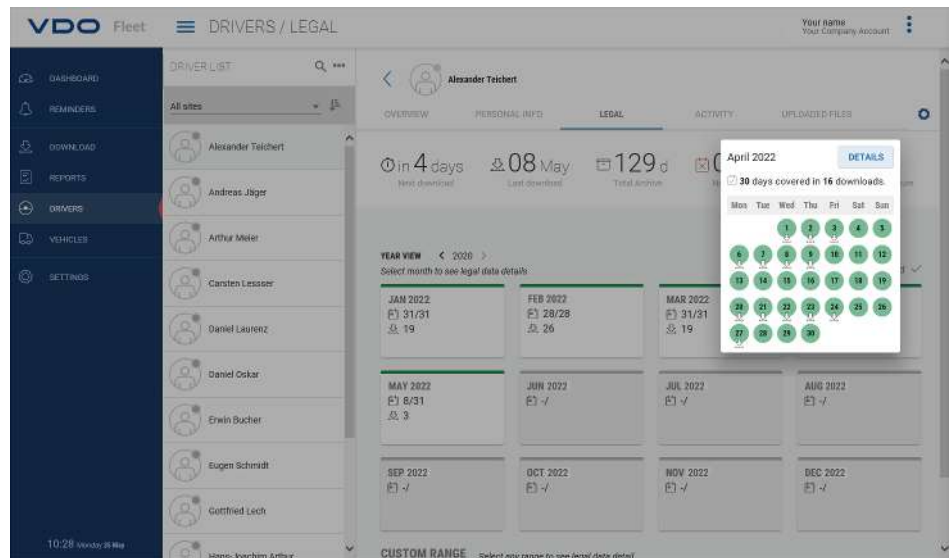 VDO Fleet
DRIVERS / LEGAL
Your name
Your Company Account
DASHBOARD
REMINDERS
DOWNLOAD
REPORTS
DRIVERS
VEHICLES
SETTINGS
10:28 Monday 25 May
DRIVER LIST
All sites
Alexander Teichert
Andreas Jäger
Arthur Meier
Carsten Lessser
Daniel Laurenz
Daniel Oskar
Erwin Bucher
Eugen Schmidt
Gottfried Lech
Hans-Joachim Arthur
Alexander Teichert
OVERVIEW PERSONAL INFO LEGAL ACTIVITY UPLOADED FILES
in 4 days 08 May 129 d
Next download Last download Total Archive
YEAR VIEW < 2020 >
Select month to see legal data details
JAN 2022 FEB 2022 MAR 2022
31/31 28/28 31/31
19 26 19
MAY 2022 JUN 2022 JUL 2022 AUG 2022
8/31 -/ -/ -/
3
SEP 2022 OCT 2022 NOV 2022 DEC 2022
-/ -/ -/ -/
CUSTOM RANGE Select any range to see legal data detail
April 2022 DETAILS
30 days covered in 16 downloads.
Mon Tue Wed Thu Fri Sat Sun
1 2 3 4 5
6 7 8 9 10 11 12
13 14 15 16 17 18 19
20 21 22 23 24 25 26
27 28 29 30